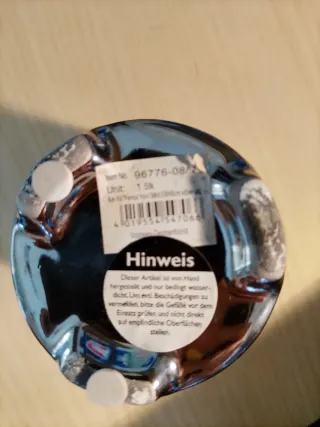 Item No. 96776-08/
Unit: 1 Stk
Hinweis
Dieser Artikel ist von Hand
hergestellt und nur bedingt wasser-
dicht. Um evtl. Beschädigungen zu
vermeiden, bitte die Gefäße vor dem
Einsatz prüfen und nicht direkt
auf empfindliche Oberflächen
stellen.